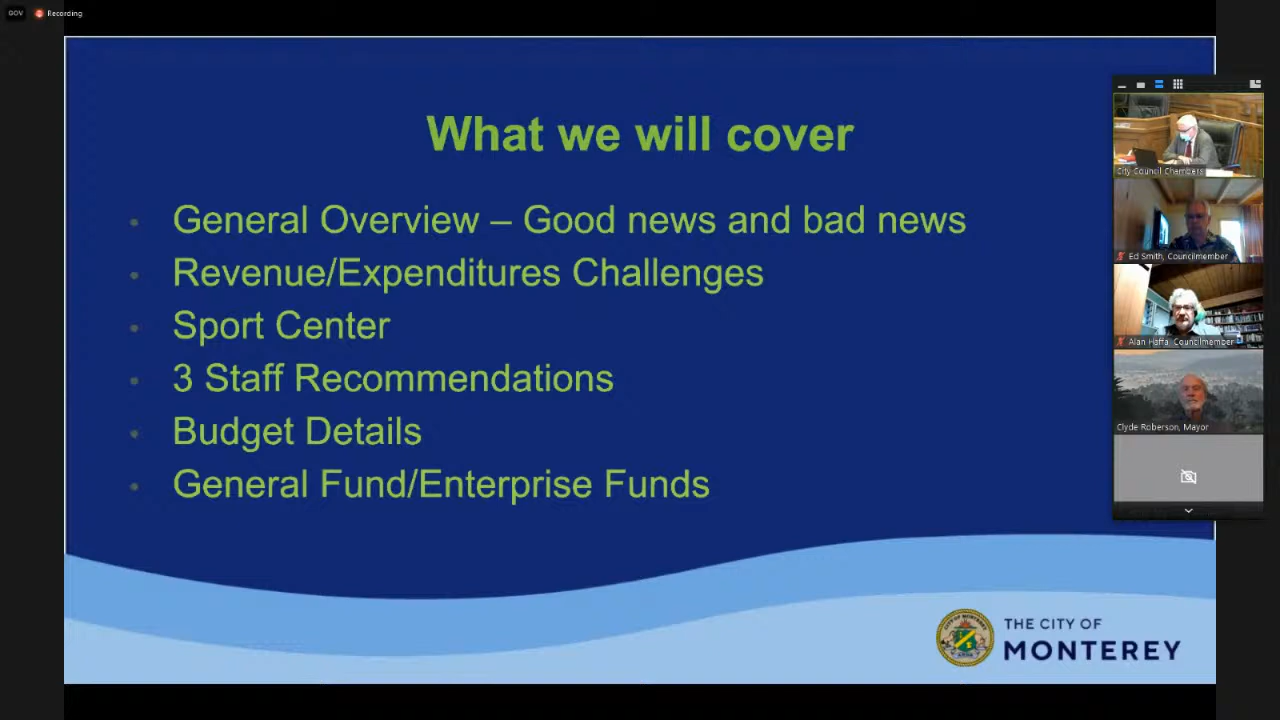 GOV
Recording
What we will cover
• General Overview – Good news and bad news
• Revenue/Expenditures Challenges
• Sport Center
• 3 Staff Recommendations
• Budget Details
• General Fund/Enterprise Funds
City Council Chambers
Ed Smith, Councilmember
Alan Haffa, Councilmember
Clyde Roberson, Mayor
THE CITY OF
MONTEREY